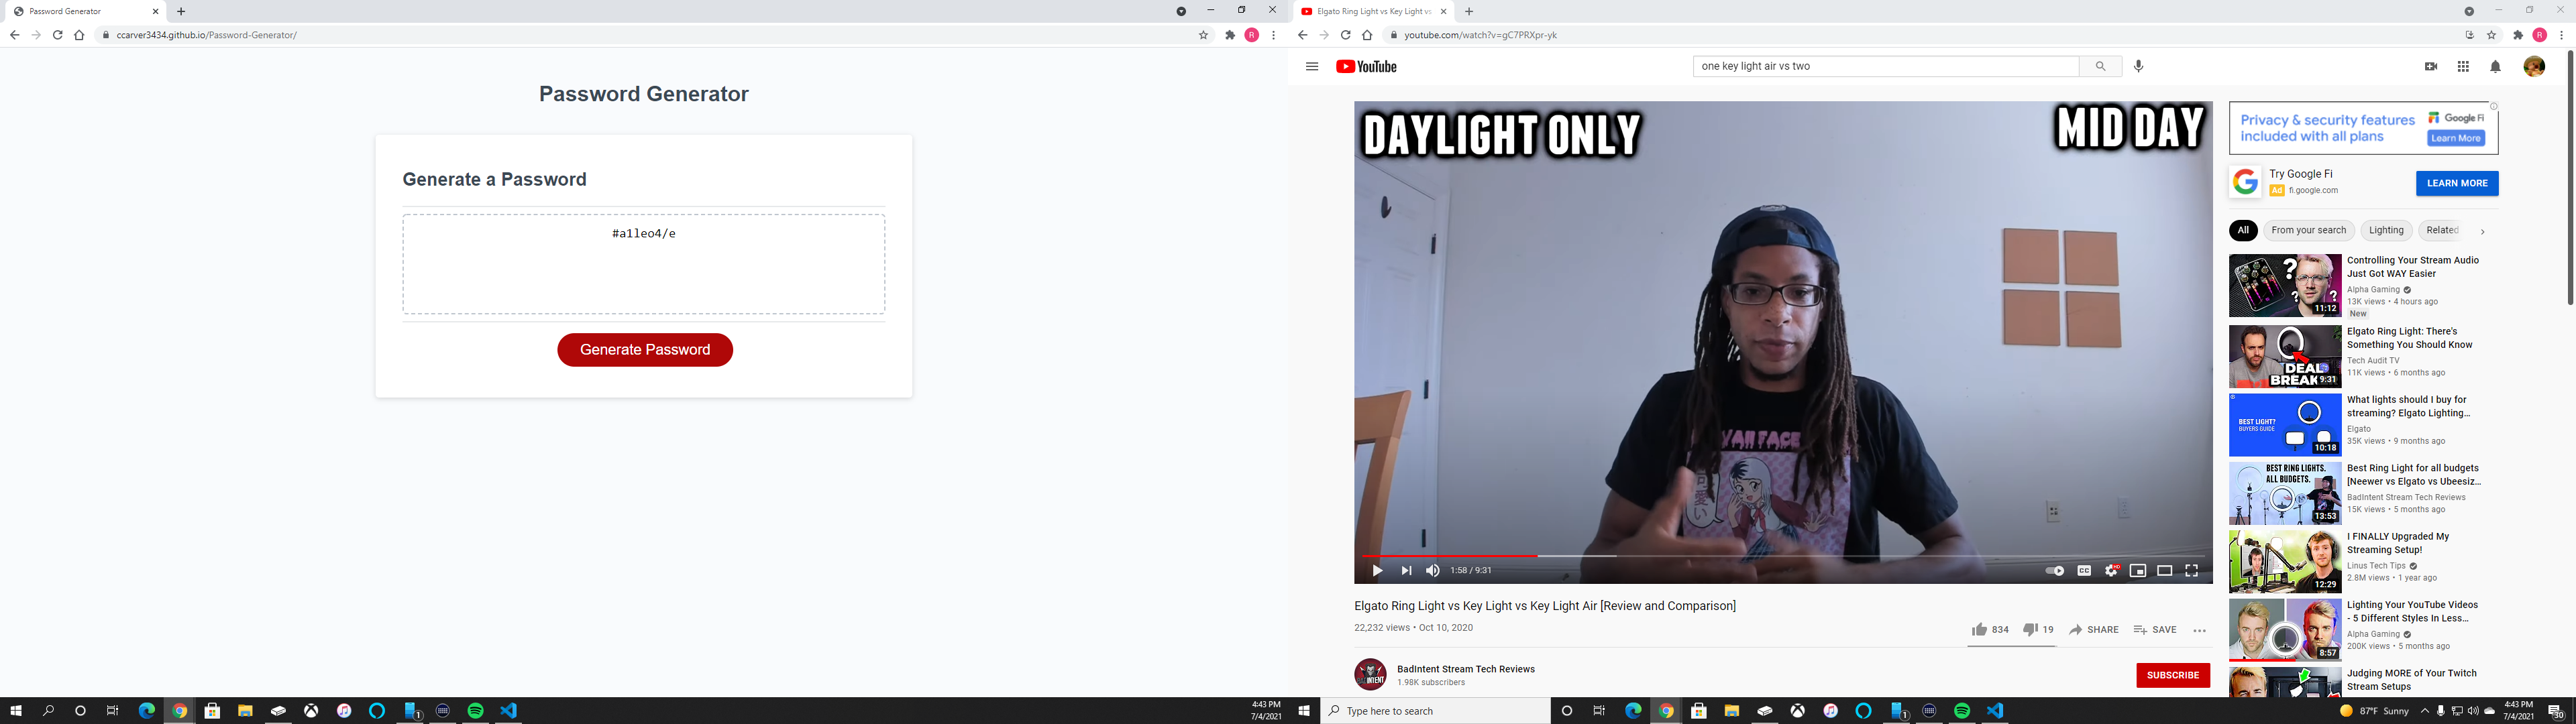 Password Generator
ccarver3434.github.io/Password-Generator/
Password Generator
Generate a Password
#a1leo4/e
Generate Password
4:43 PM
7/4/2021
Elgato Ring Light vs Key Light vs
youtube.com/watch?v=gC7PRXpr-yk
R
R
YouTube
one key light air vs two
DAYLIGHT ONLY
MID DAY
1:58 / 9:31
CC
HD
Elgato Ring Light vs Key Light vs Key Light Air [Review and Comparison]
22,232 views • Oct 10, 2020
834
19
SHARE
SAVE
BadIntent Stream Tech Reviews
1.98K subscribers
SUBSCRIBE
Privacy & security features
included with all plans
Google Fi
Learn More
Try Google Fi
Ad fi.google.com
LEARN MORE
All
From your search
Lighting
Related
Controlling Your Stream Audio
Just Got WAY Easier
Alpha Gaming
13K views • 4 hours ago
New
11:12
Elgato Ring Light: There's
Something You Should Know
Tech Audit TV
11K views • 6 months ago
DEAL
BREAK
9:31
What lights should I buy for
streaming? Elgato Lighting...
Elgato
35K views • 9 months ago
BEST LIGHT?
BUYERS GUIDE
10:18
Best Ring Light for all budgets
[Neewer vs Elgato vs Ubeesiz...
BadIntent Stream Tech Reviews
15K views • 5 months ago
BEST RING LIGHTS.
ALL BUDGETS.
13:53
I FINALLY Upgraded My
Streaming Setup!
Linus Tech Tips
2.8M views • 1 year ago
12:29
Lighting Your YouTube Videos
- 5 Different Styles In Less...
Alpha Gaming
200K views • 5 months ago
8:57
Judging MORE of Your Twitch
Stream Setups
Type here to search
87°F Sunny
4:43 PM
7/4/2021
30